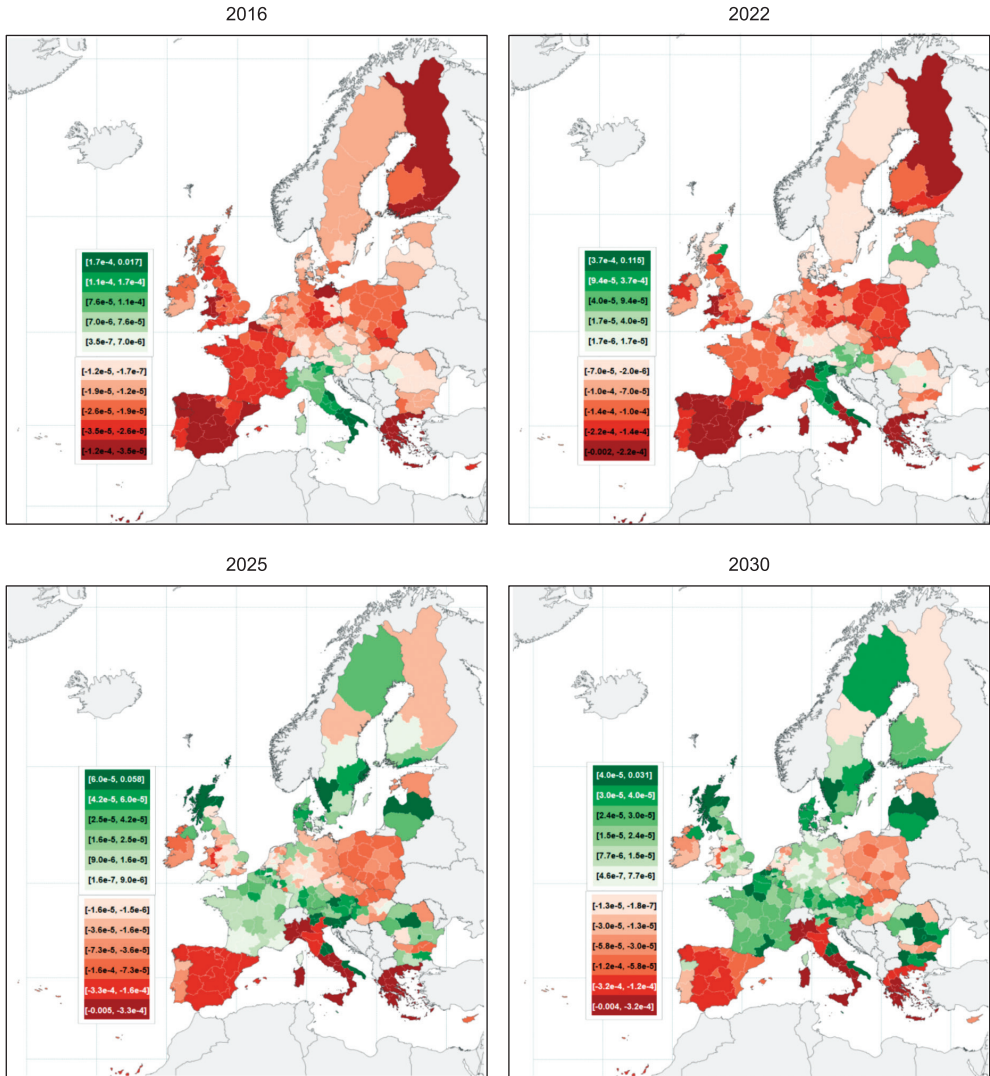 2016
2022
[1.7e-4, 0.017]
[1.1e-4, 1.7e-4]
[7.6e-5, 1.1e-4]
[7.0e-6, 7.6e-5]
[3.5e-7, 7.0e-6]
[-1.2e-5, -1.7e-7]
[-1.9e-5, -1.2e-5]
[-2.6e-5, -1.9e-5]
[-3.5e-5, -2.6e-5]
[-1.2e-4, -3.5e-5]
[3.7e-4, 0.115]
[9.4e-5, 3.7e-4]
[4.0e-5, 9.4e-5]
[1.7e-5, 4.0e-5]
[1.7e-6, 1.7e-5]
[-7.0e-5, -2.0e-6]
[-1.0e-4, -7.0e-5]
[-1.4e-4, -1.0e-4]
[-2.2e-4, -1.4e-4]
[-0.002, -2.2e-4]
2025
2030
[6.0e-5, 0.058]
[4.2e-5, 6.0e-5]
[2.5e-5, 4.2e-5]
[1.6e-5, 2.5e-5]
[9.0e-6, 1.6e-5]
[1.6e-7, 9.0e-6]
[-1.6e-5, -1.5e-6]
[-3.6e-5, -1.6e-5]
[-7.3e-5, -3.6e-5]
[-1.6e-4, -7.3e-5]
[-3.3e-4, -1.6e-4]
[-0.005, -3.3e-4]
[4.0e-5, 0.031]
[3.0e-5, 4.0e-5]
[2.4e-5, 3.0e-5]
[1.5e-5, 2.4e-5]
[7.7e-6, 1.5e-5]
[4.6e-7, 7.7e-6]
[-1.3e-5, -1.8e-7]
[-3.0e-5, -1.3e-5]
[-5.8e-5, -3.0e-5]
[-1.2e-4, -5.8e-5]
[-3.2e-4, -1.2e-4]
[-0.004, -3.2e-4]